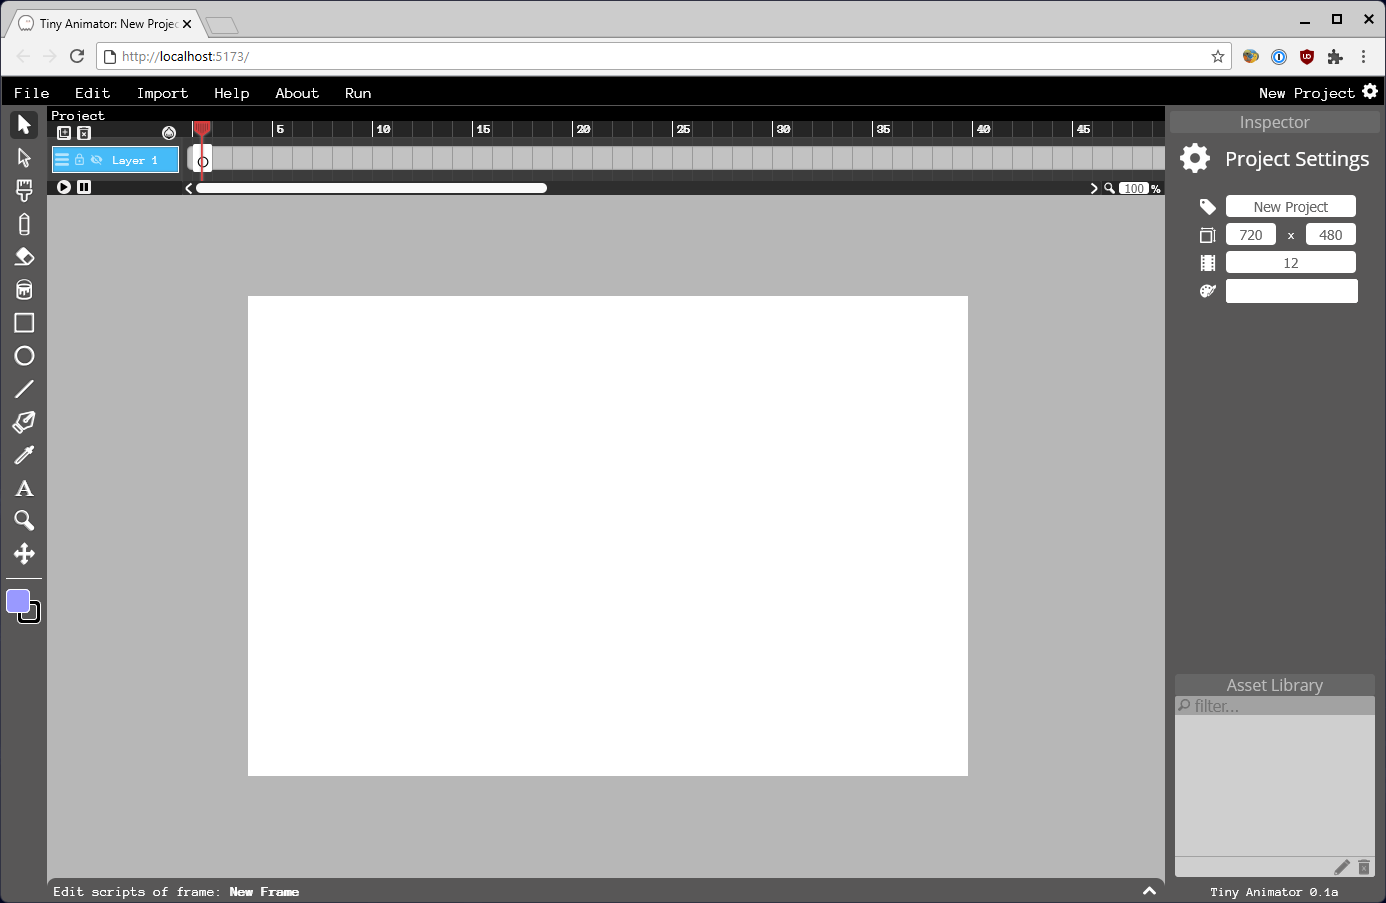 Tiny Animator: New Projec
http://localhost:5173/
File Edit Import Help About Run
New Project
Project
5 10 15 20 25 30 35 40 45
Layer 1
100 %
Inspector
Project Settings
New Project
720 x 480
12
A
Asset Library
filter...
Edit scripts of frame: New Frame
Tiny Animator 0.1a